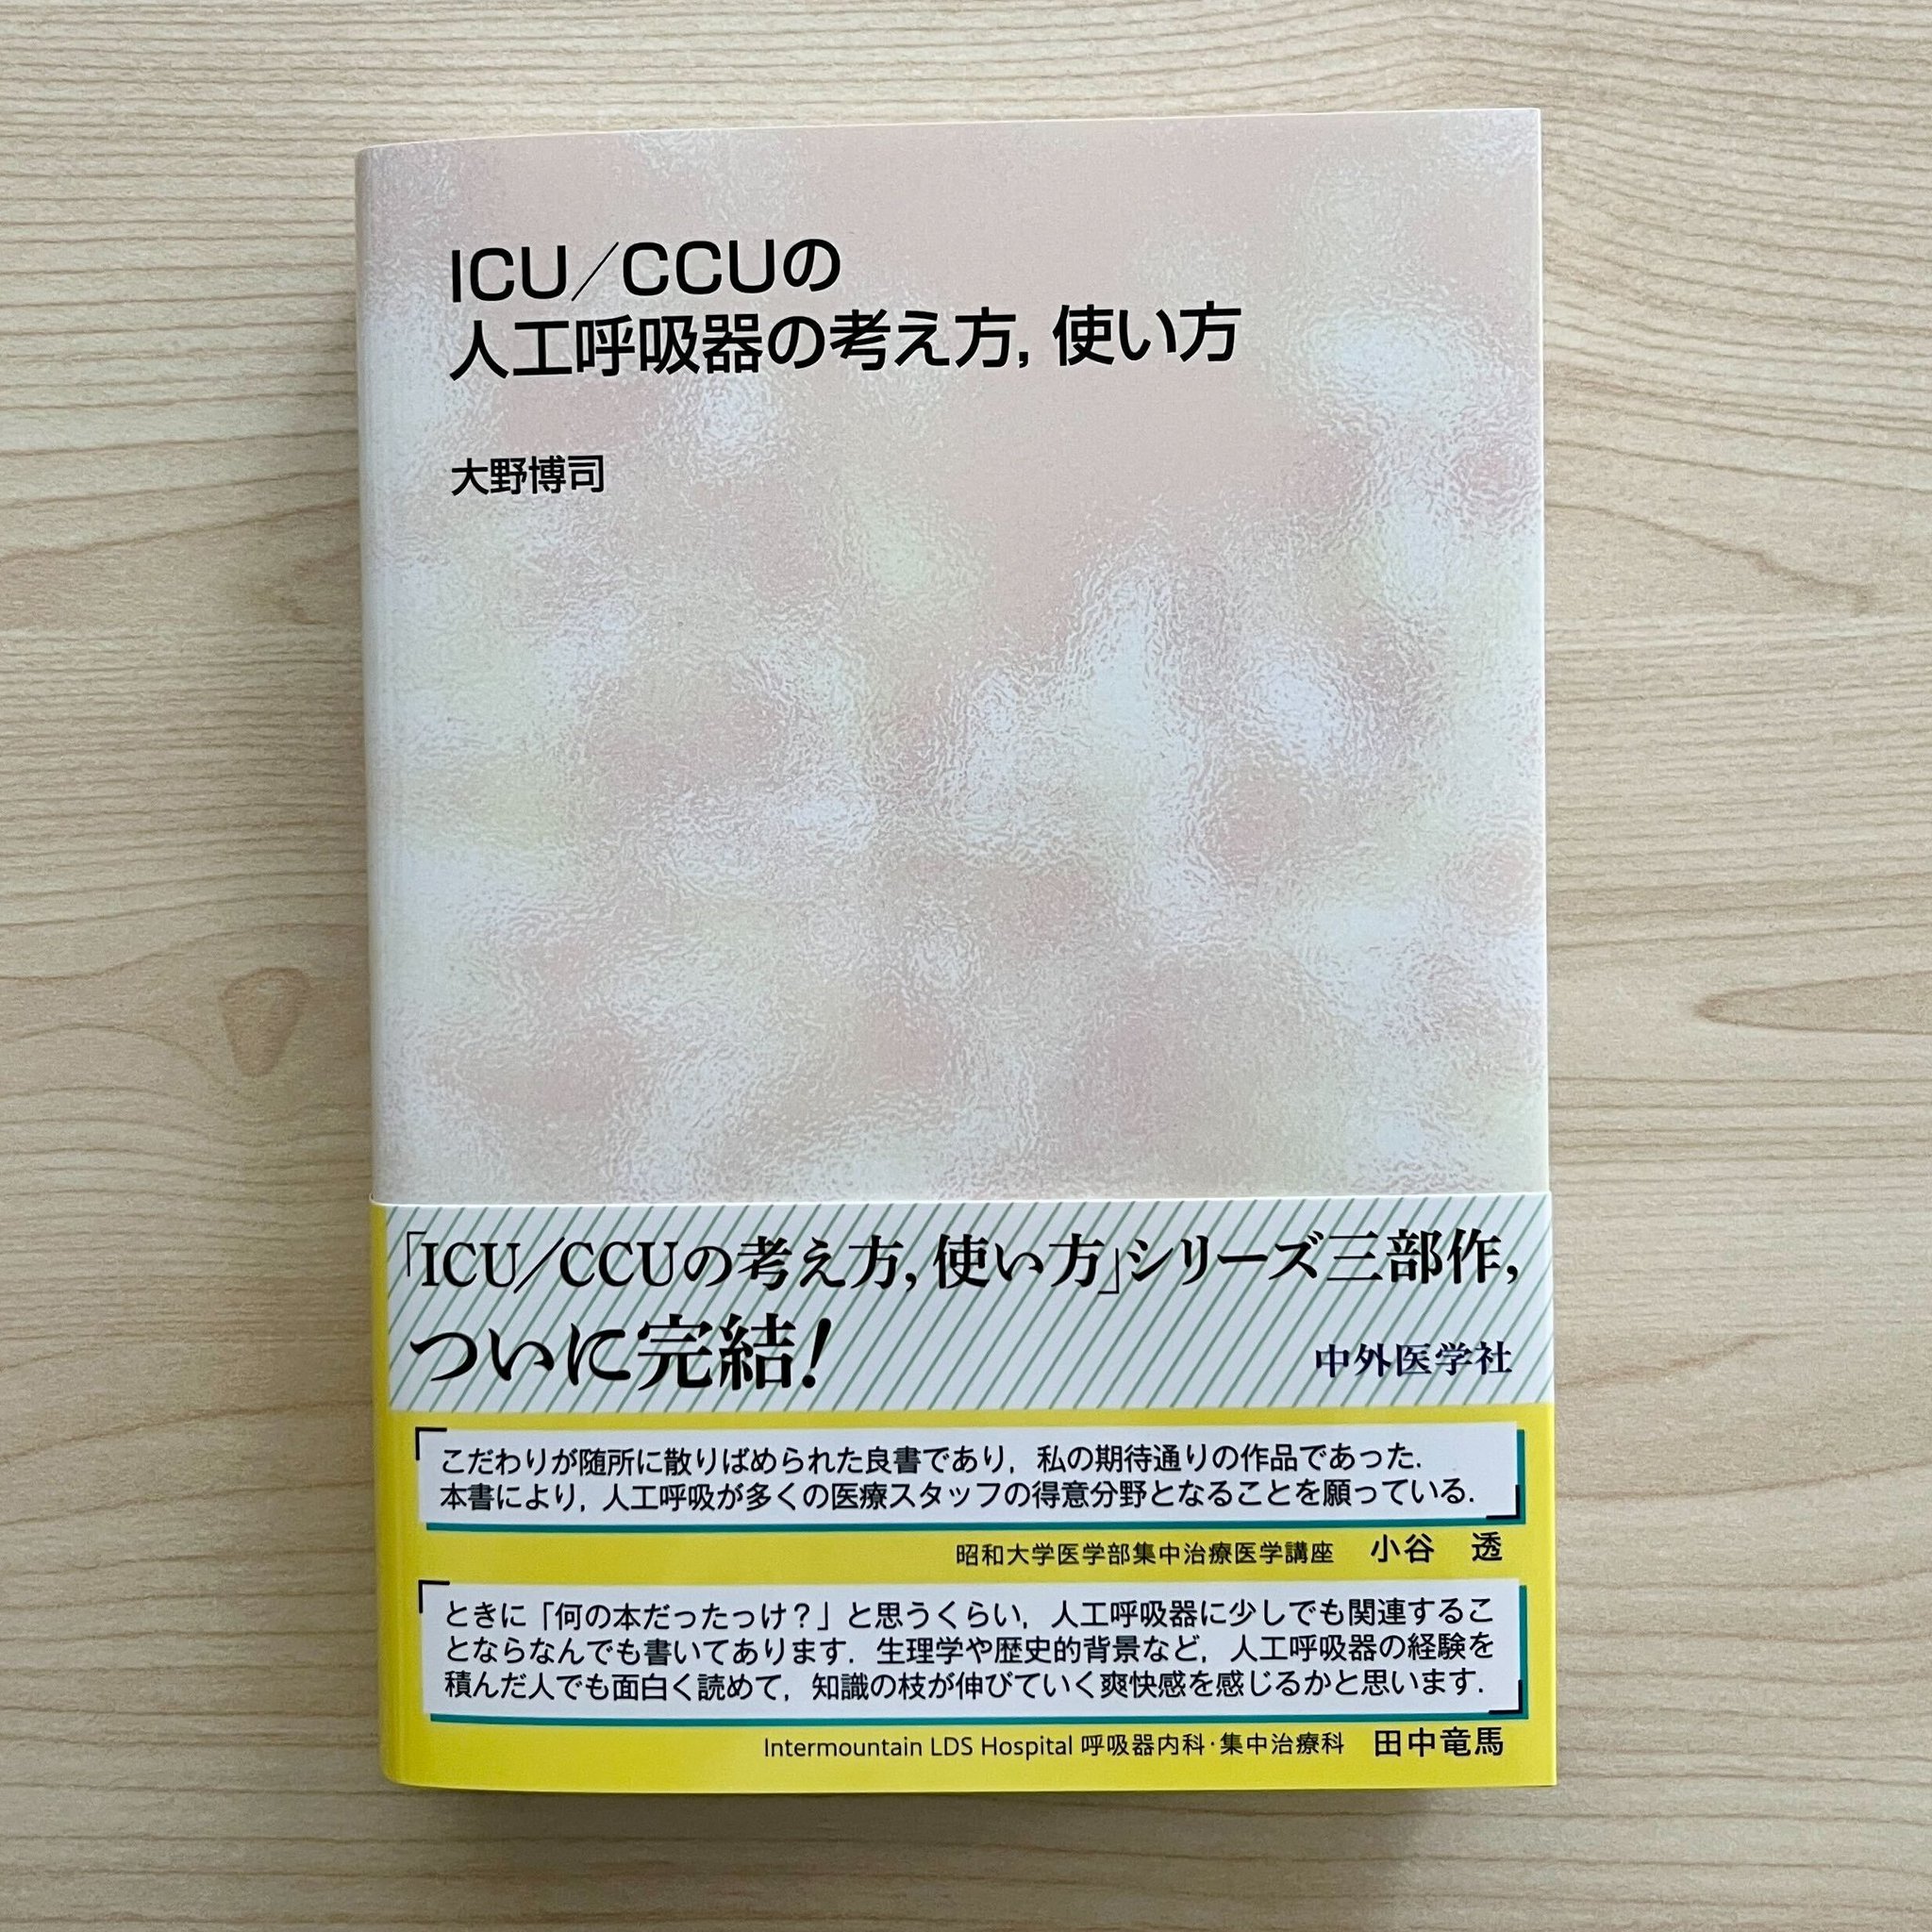 ICU／CCUの
人工呼吸器の考え方, 使い方
大野博司
「ICU/CCUの考え方, 使い方」シリーズ三部作,
ついに完結！
中外医学社
こだわりが随所に散りばめられた良書であり，私の期待通りの作品であった．
本書により，人工呼吸が多くの医療スタッフの得意分野となることを願っている．
昭和大学医学部集中治療医学講座　小谷　透
ときに「何の本だったっけ？」と思うくらい，人工呼吸器に少しでも関連するこ
とならなんでも書いてあります．生理学や歴史的背景など，人工呼吸器の経験を
積んだ人でも面白く読めて，知識の枝が伸びていく爽快感を感じるかと思います．
Intermountain LDS Hospital 呼吸器内科・集中治療科　田中竜馬